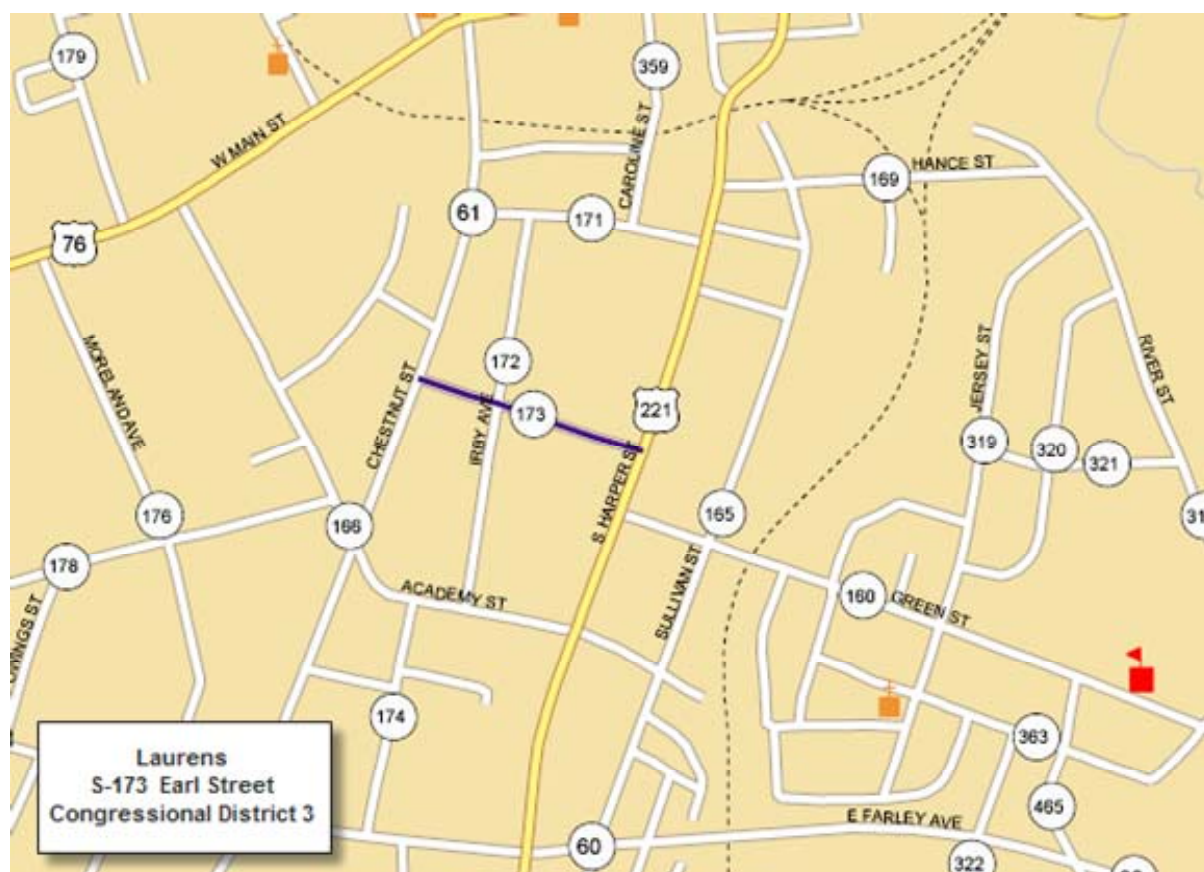 179
359
W MAIN ST
CAROLINE ST
HANCE ST
169
61
171
76
MORELAND AVE
172
CHESTNUT ST
173
IRBY AVE
221
S HARPER ST
JERSEY ST
RIVER ST
319
320
321
176
166
165
178
ACADEMY ST
SULLIVAN ST
160
GREEN ST
174
363
465
E FARLEY AVE
60
322
Laurens
S-173 Earl Street
Congressional District 3